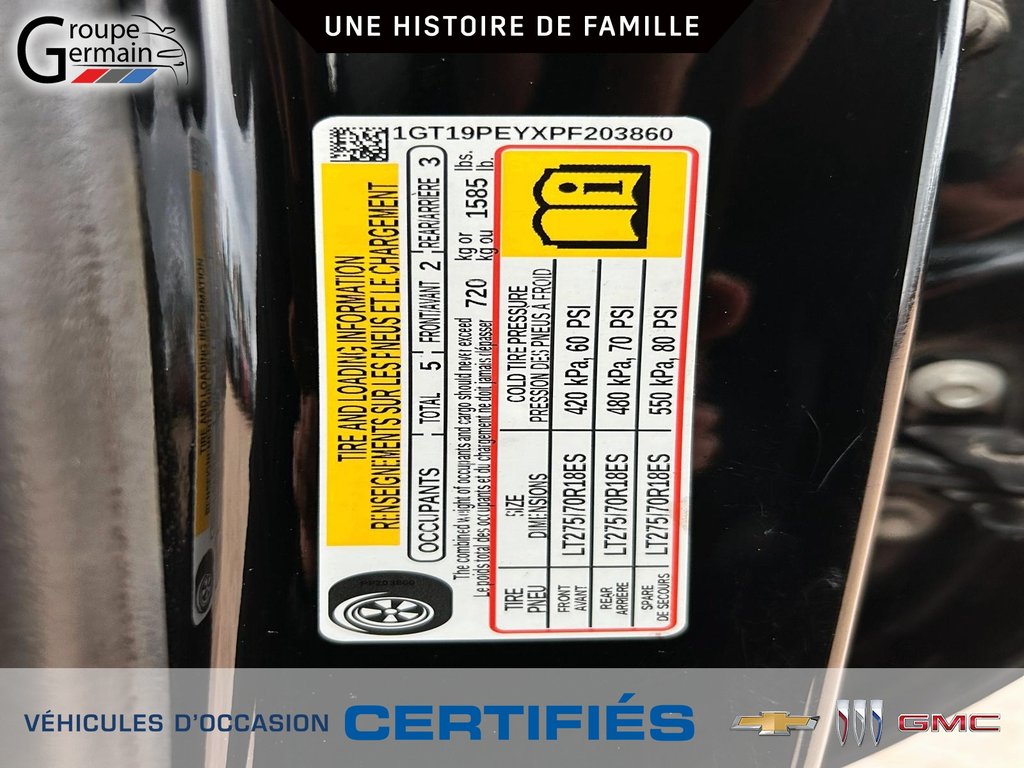 Groupe
Germain
UNE HISTOIRE DE FAMILLE
1GT19PEYXPF203860
TIRE AND LOADING INFORMATION
RENSEIGNEMENTS SUR LES PNEUS ET LE CHARGEMENT
OCCUPANTS TOTAL 5 FRONT/AVANT 2 REAR/ARRIÈRE 3
The combined weight of occupants and cargo should never exceed 720 kg or 1585 lbs.
Le poids total des occupants et du chargement ne doit jamais dépasser kg ou lb.
TIRE SIZE COLD TIRE PRESSURE
PNEU DIMENSIONS PRESSION DES PNEUS À FROID
FRONT
AVANT LT275/70R18ES 420 kPa, 60 PSI
REAR
ARRIÈRE LT275/70R18ES 480 kPa, 70 PSI
SPARE
DE SECOURS LT275/70R18ES 550 kPa, 80 PSI
PF203860
TIRE AND LOADING INFORMATION
VÉHICULES D'OCCASION CERTIFIÉS
GMC